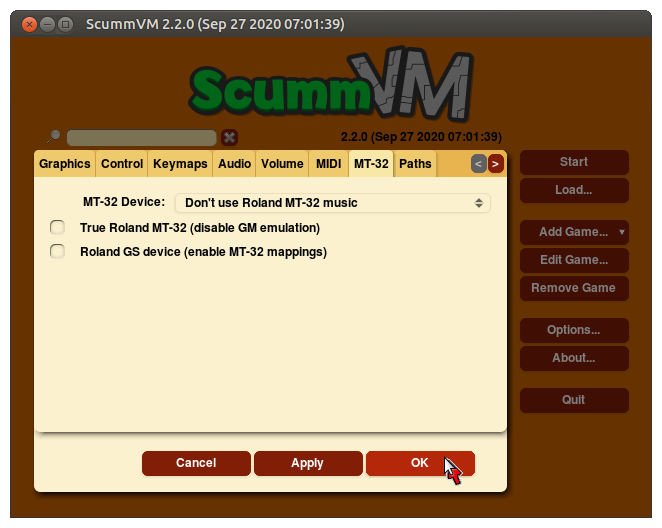 ScummVM 2.2.0 (Sep 27 2020 07:01:39)
ScummVM
2.2.0 (Sep 27 2020 07:01:39)
Graphics Control Keymaps Audio Volume MIDI MT-32 Paths < >
MT-32 Device: Don't use Roland MT-32 music
True Roland MT-32 (disable GM emulation)
Roland GS device (enable MT-32 mappings)
Cancel Apply OK
Start
Load...
Add Game...
Edit Game...
Remove Game
Options...
About...
Quit